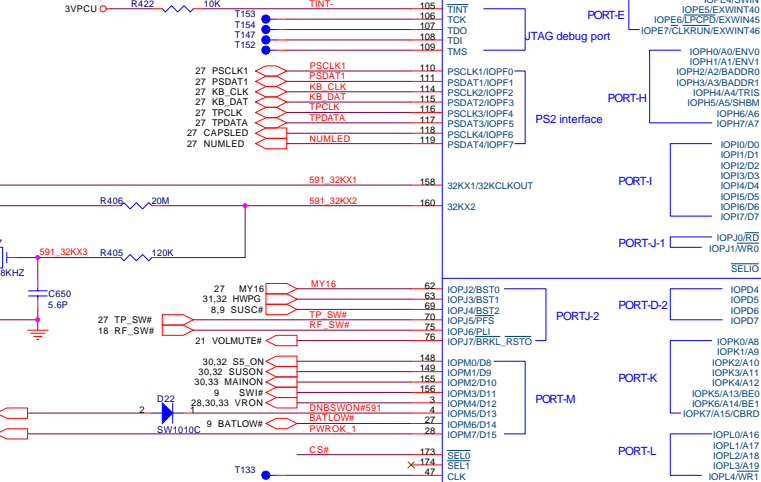 3VPCU R422 10K TINT- 105 TINT
T153 106 TCK
T154 107 TDO
T147 108 TDI
T152 109 TMS
JTAG debug port
PORT-E
IOPE5/EXWINT40
IOPE6/LPCPD/EXWIN45
IOPE7/CLKRUN/EXWINT46
27 PSCLK1 PSCLK1 110 PSCLK1/IOPF0
27 PSDAT1 PSDAT1 111 PSDAT1/IOPF1
27 KB_CLK KB_CLK 114 PSCLK2/IOPF2
27 KB_DAT KB_DAT 115 PSDAT2/IOPF3
27 TPCLK TPCLK 116 PSCLK3/IOPF4
27 TPDATA TPDATA 117 PSDAT3/IOPF5
27 CAPSLED 118 PSCLK4/IOPF6
27 NUMLED NUMLED 119 PSDAT4/IOPF7
PS2 interface
PORT-H
IOPH0/A0/ENV0
IOPH1/A1/ENV1
IOPH2/A2/BADDR0
IOPH3/A3/BADDR1
IOPH4/A4/TRIS
IOPH5/A5/SHBM
IOPH6/A6
IOPH7/A7
PORT-I
IOPI0/D0
IOPI1/D1
IOPI2/D2
IOPI3/D3
IOPI4/D4
IOPI5/D5
IOPI6/D6
IOPI7/D7
591_32KX1 158 32KX1/32KCLKOUT
R406 20M 591_32KX2 160 32KX2
PORT-J-1
IOPJ0/RD
IOPJ1/WR0
SELIO
591_32KX3 R405 120K
8KHZ
C650
5.6P
27 MY16 MY16 62 IOPJ2/BST0
31,32 HWPG 63 IOPJ3/BST1
8,9 SUSC# 69 IOPJ4/BST2
27 TP_SW# TP_SW# 70 IOPJ5/PFS
18 RF_SW# RF_SW# 75 IOPJ6/PLI
21 VOLMUTE# 76 IOPJ7/BRKL_RSTO
PORTJ-2
PORT-D-2
IOPD4
IOPD5
IOPD6
IOPD7
30,32 S5_ON 148 IOPM0/D8
30,32 SUSON 149 IOPM1/D9
30,33 MAINON 155 IOPM2/D10
9 SWI# 156 IOPM3/D11
28,30,33 VRON 3 IOPM4/D12
2 D22 1 DNBSWON#591 4 IOPM5/D13
SW1010C
9 BATLOW# BATLOW# 27 IOPM6/D14
PWROK_1 28 IOPM7/D15
PORT-M
PORT-K
IOPK0/A8
IOPK1/A9
IOPK2/A10
IOPK3/A11
IOPK4/A12
IOPK5/A13/BE0
IOPK6/A14/BE1
IOPK7/A15/CBRD
CS# 173 SEL0
174 SEL1
T133 47 CLK
PORT-L
IOPL0/A16
IOPL1/A17
IOPL2/A18
IOPL3/A19
IOPL4/WR1